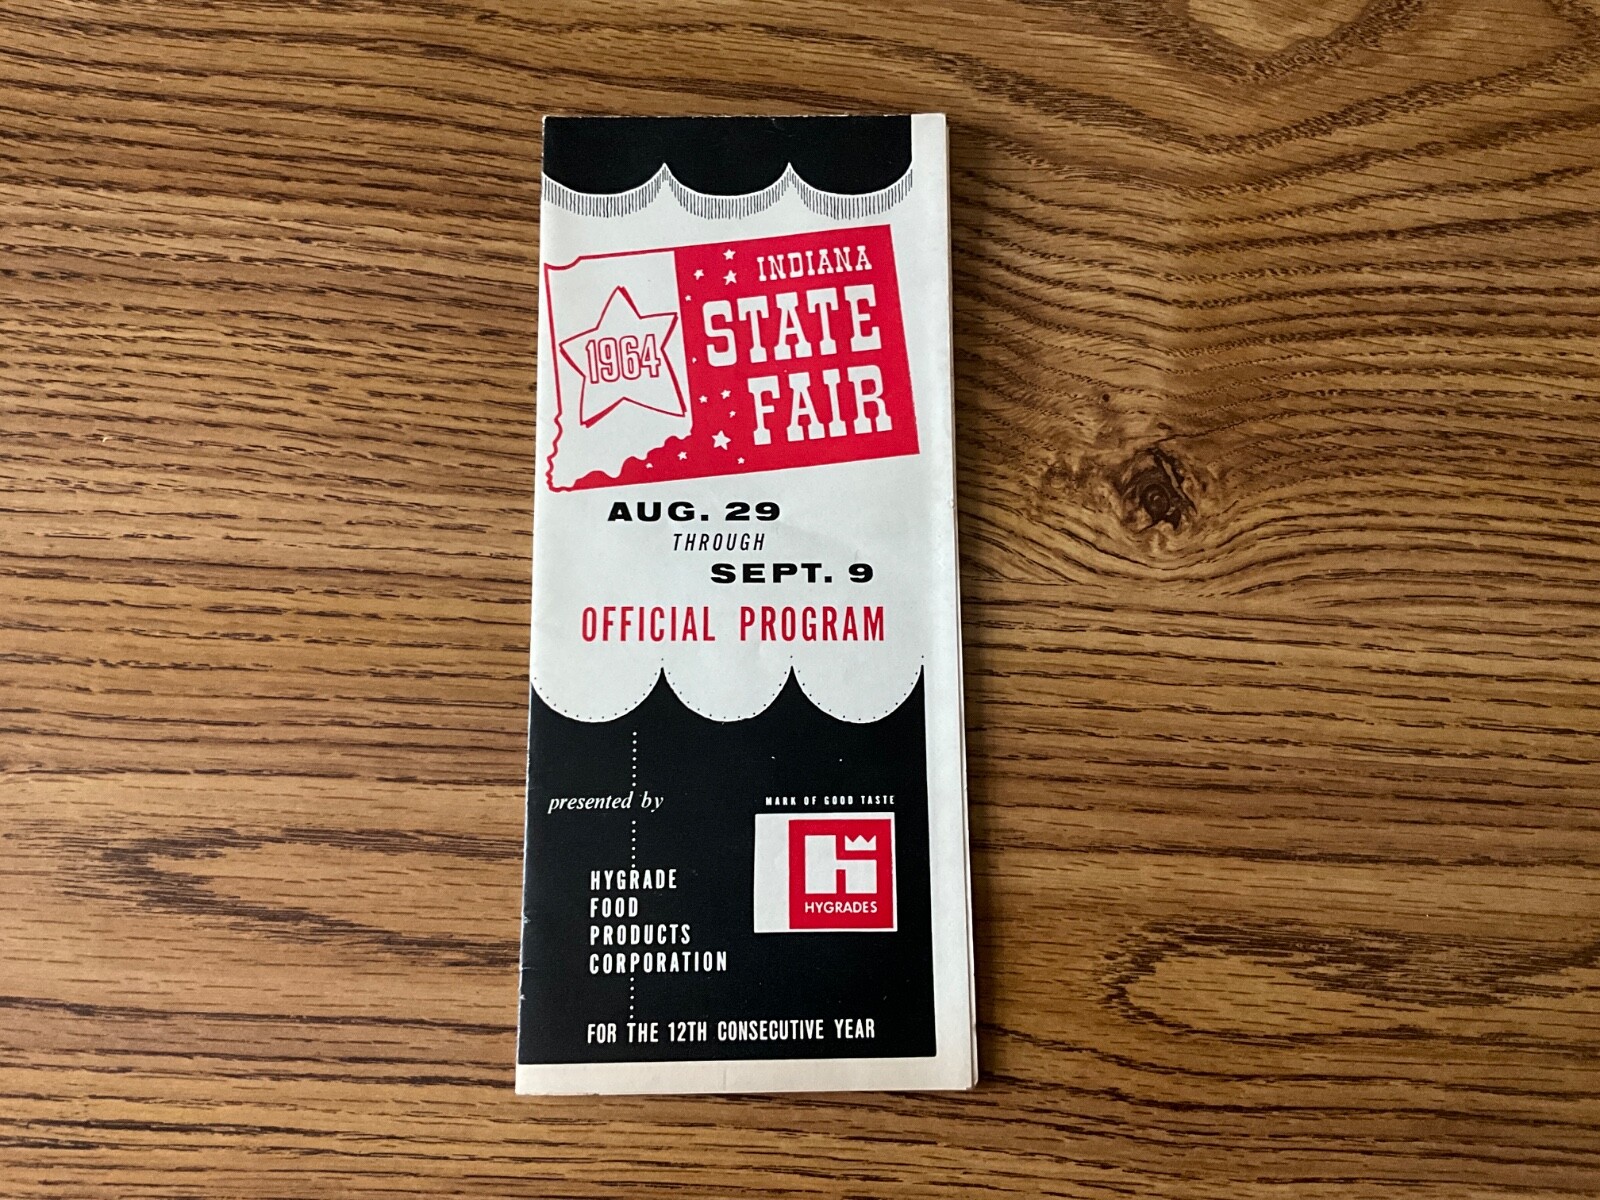 1964
INDIANA
STATE
FAIR
AUG. 29
THROUGH
SEPT. 9
OFFICIAL PROGRAM
presented by
MARK OF GOOD TASTE
HYGRADES
HYGRADE
FOOD
PRODUCTS
CORPORATION
FOR THE 12TH CONSECUTIVE YEAR